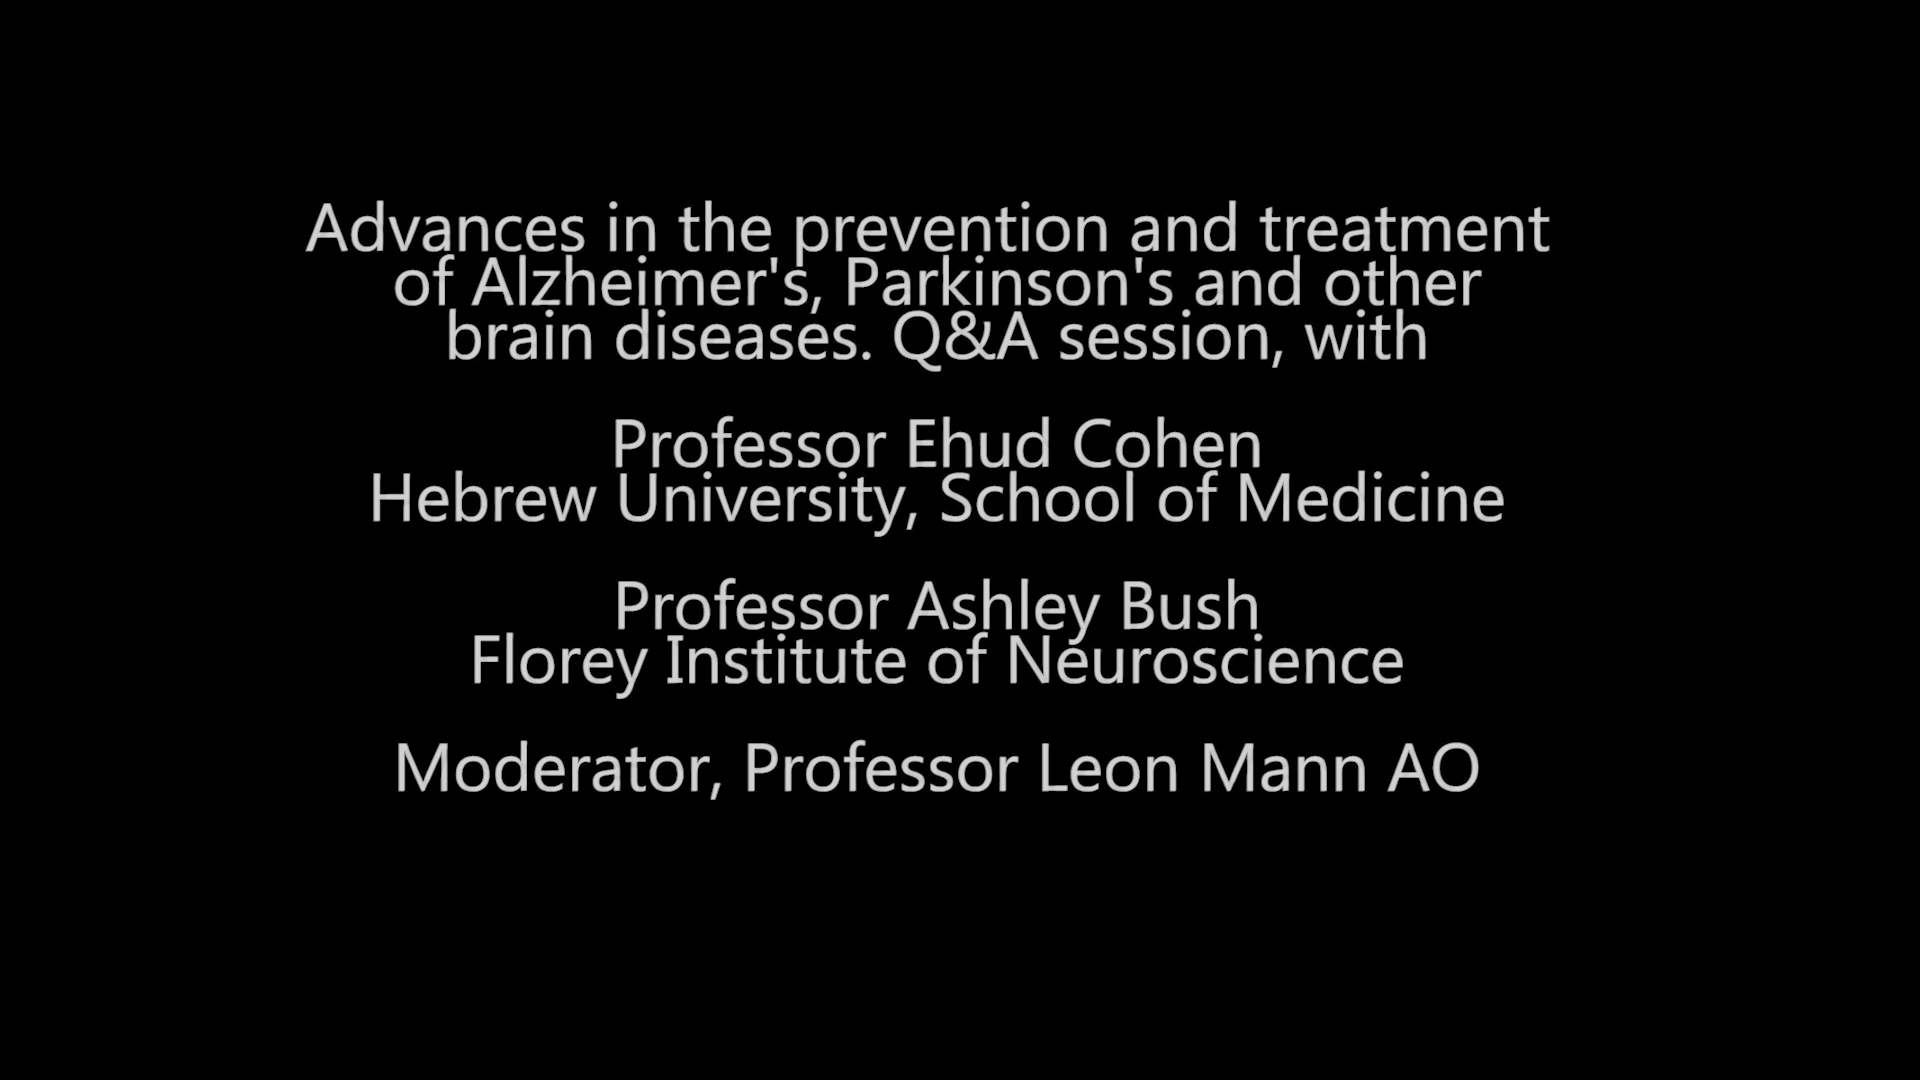 Advances in the prevention and treatment
of Alzheimer's, Parkinson's and other
brain diseases. Q&A session, with
Professor Ehud Cohen
Hebrew University, School of Medicine
Professor Ashley Bush
Florey Institute of Neuroscience
Moderator, Professor Leon Mann AO